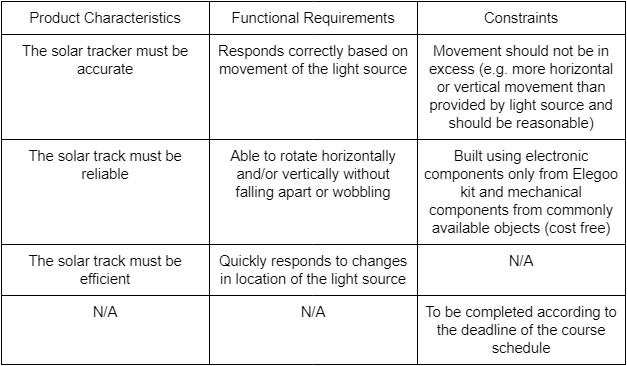 Product Characteristics
Functional Requirements
Constraints
The solar tracker must be
accurate
Responds correctly based on
movement of the light source
Movement should not be in
excess (e.g. more horizontal
or vertical movement than
provided by light source and
should be reasonable)
The solar track must be
reliable
Able to rotate horizontally
and/or vertically without
falling apart or wobbling
Built using electronic
components only from Elegoo
kit and mechanical
components from commonly
available objects (cost free)
The solar track must be
efficient
Quickly responds to changes
in location of the light source
N/A
N/A
N/A
To be completed according to
the deadline of the course
schedule